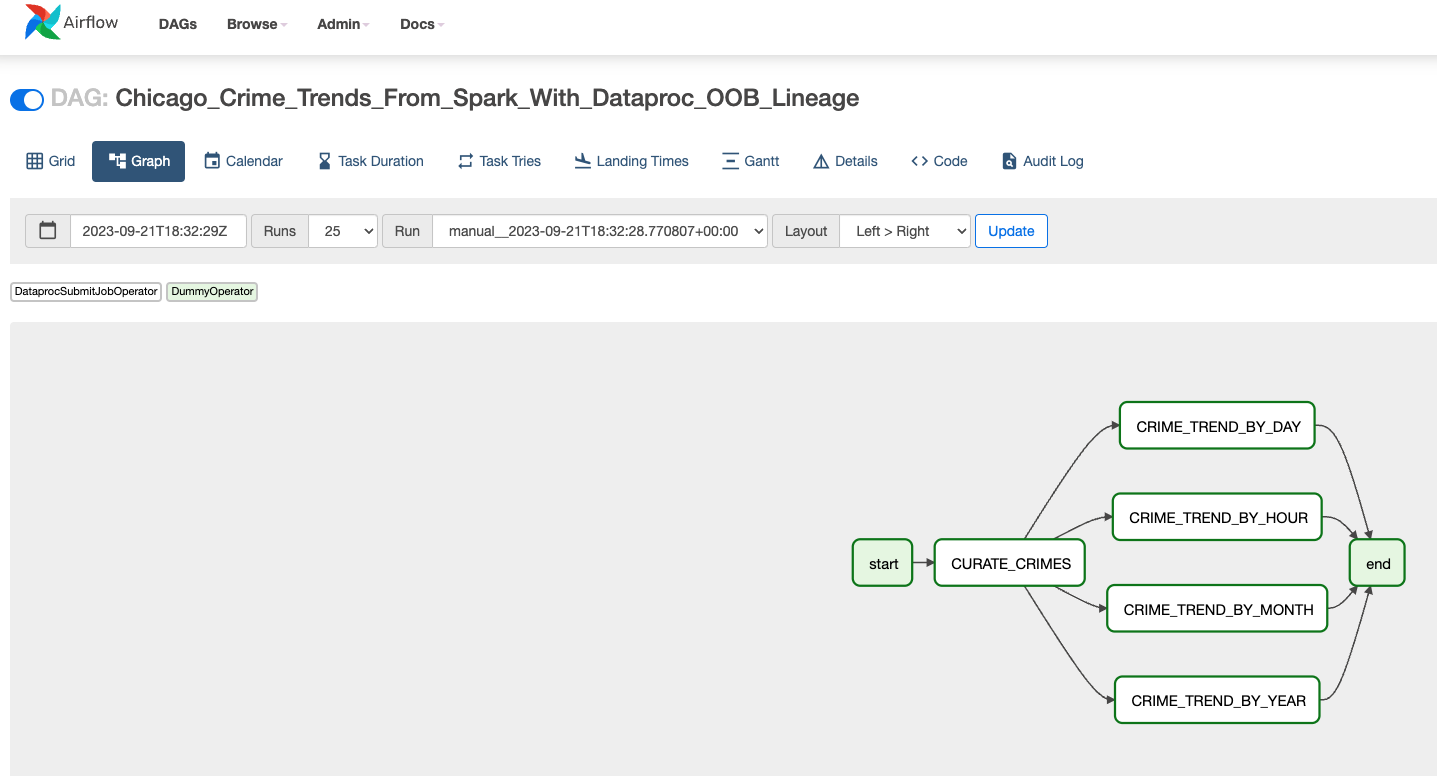 Airflow DAGs Browse Admin Docs
DAG: Chicago_Crime_Trends_From_Spark_With_Dataproc_OOB_Lineage
Grid Graph Calendar Task Duration Task Tries Landing Times Gantt Details Code Audit Log
2023-09-21T18:32:29Z Runs 25 Run manual__2023-09-21T18:32:28.770807+00:00 Layout Left > Right Update
DataprocSubmitJobOperator DummyOperator
CRIME_TREND_BY_DAY
CRIME_TREND_BY_HOUR
start CURATE_CRIMES end
CRIME_TREND_BY_MONTH
CRIME_TREND_BY_YEAR